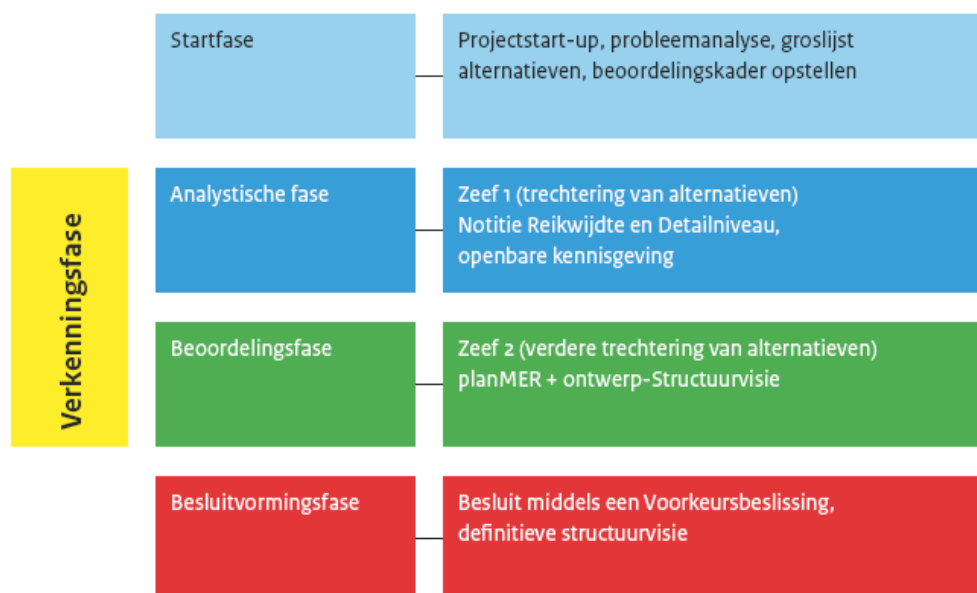 Verkenningsfase
Startfase
Projectstart-up, probleemanalyse, groslijst
alternatieven, beoordelingskader opstellen
Analystische fase
Zeef 1 (trechtering van alternatieven)
Notitie Reikwijdte en Detailniveau,
openbare kennisgeving
Beoordelingsfase
Zeef 2 (verdere trechtering van alternatieven)
planMER + ontwerp-Structuurvisie
Besluitvormingsfase
Besluit middels een Voorkeursbeslissing,
definitieve structuurvisie